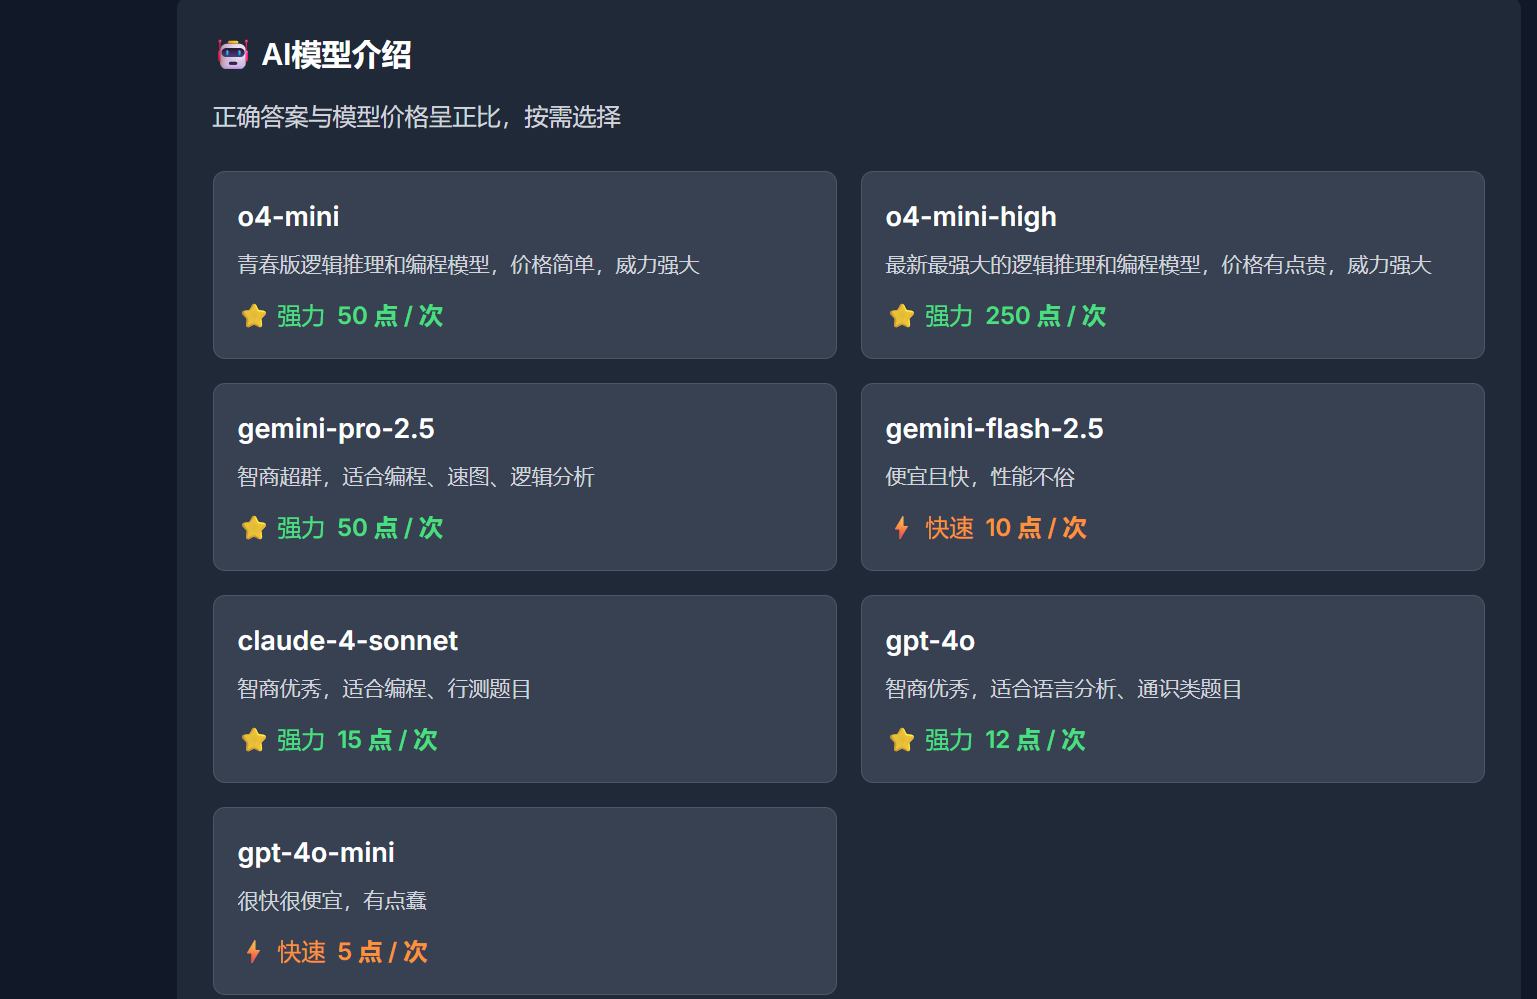 AI模型介绍
正确答案与模型价格呈正比，按需选择
o4-mini
青春版逻辑推理和编程模型，价格简单，威力强大
强力 50 点 / 次
o4-mini-high
最新最强大的逻辑推理和编程模型，价格有点贵，威力强大
强力 250 点 / 次
gemini-pro-2.5
智商超群，适合编程、速图、逻辑分析
强力 50 点 / 次
gemini-flash-2.5
便宜且快，性能不俗
快速 10 点 / 次
claude-4-sonnet
智商优秀，适合编程、行测题目
强力 15 点 / 次
gpt-4o
智商优秀，适合语言分析、通识类题目
强力 12 点 / 次
gpt-4o-mini
很快很便宜，有点蠢
快速 5 点 / 次